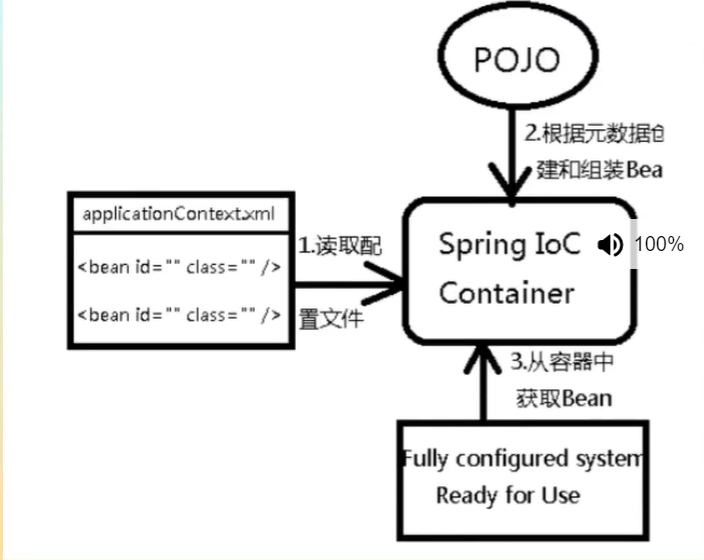 POJO
2.根据元数据创
建和组装Bea
applicationContext.xml
<bean id="" class="" />
<bean id="" class="" />
1.读取配
置文件
Spring IoC
Container
100%
3.从容器中
获取Bean
Fully configured system
Ready for Use